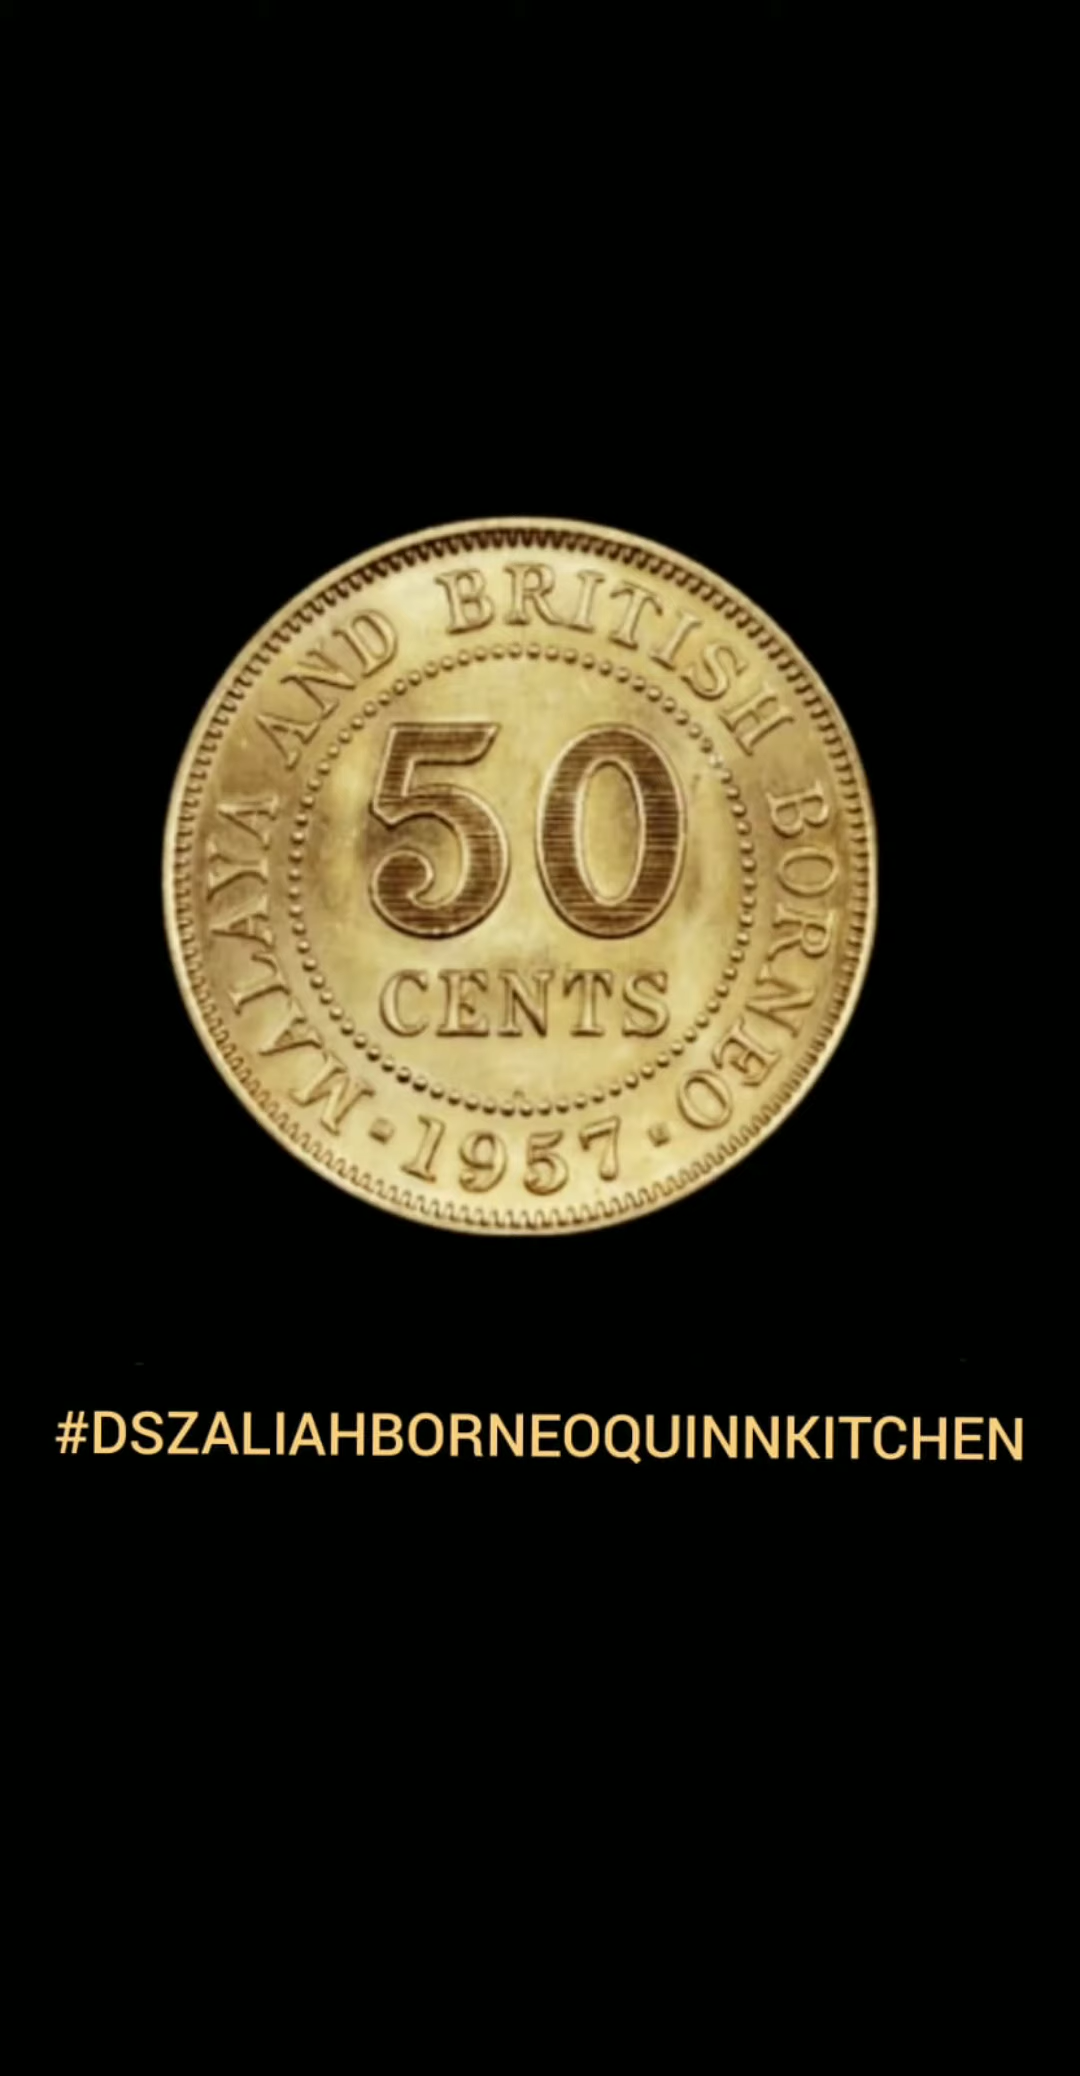 MALAYA AND BRITISH BORNEO
50
CENTS
· 1957 ·
#DSZALIAHBORNEOQUINNKITCHEN